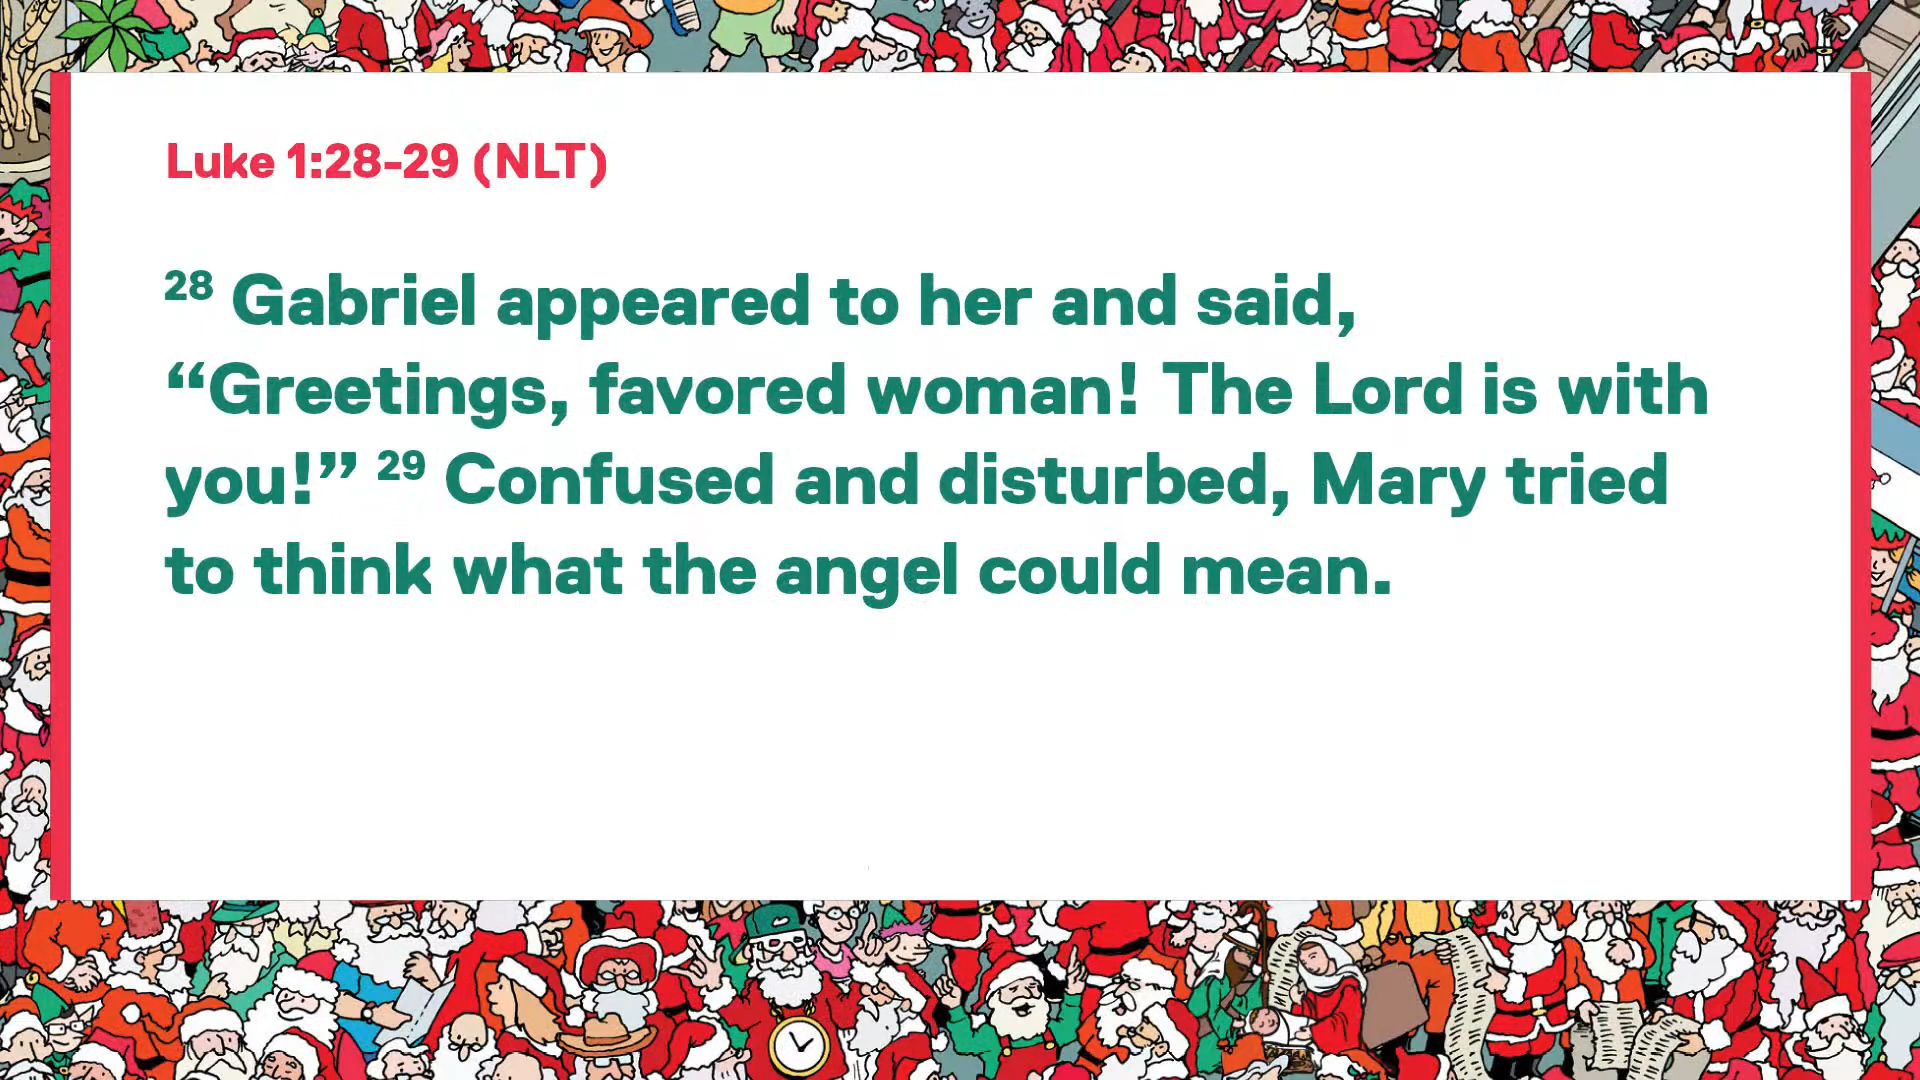 Luke 1:28-29 (NLT)
28 Gabriel appeared to her and said,
“Greetings, favored woman! The Lord is with
you!” 29 Confused and disturbed, Mary tried
to think what the angel could mean.